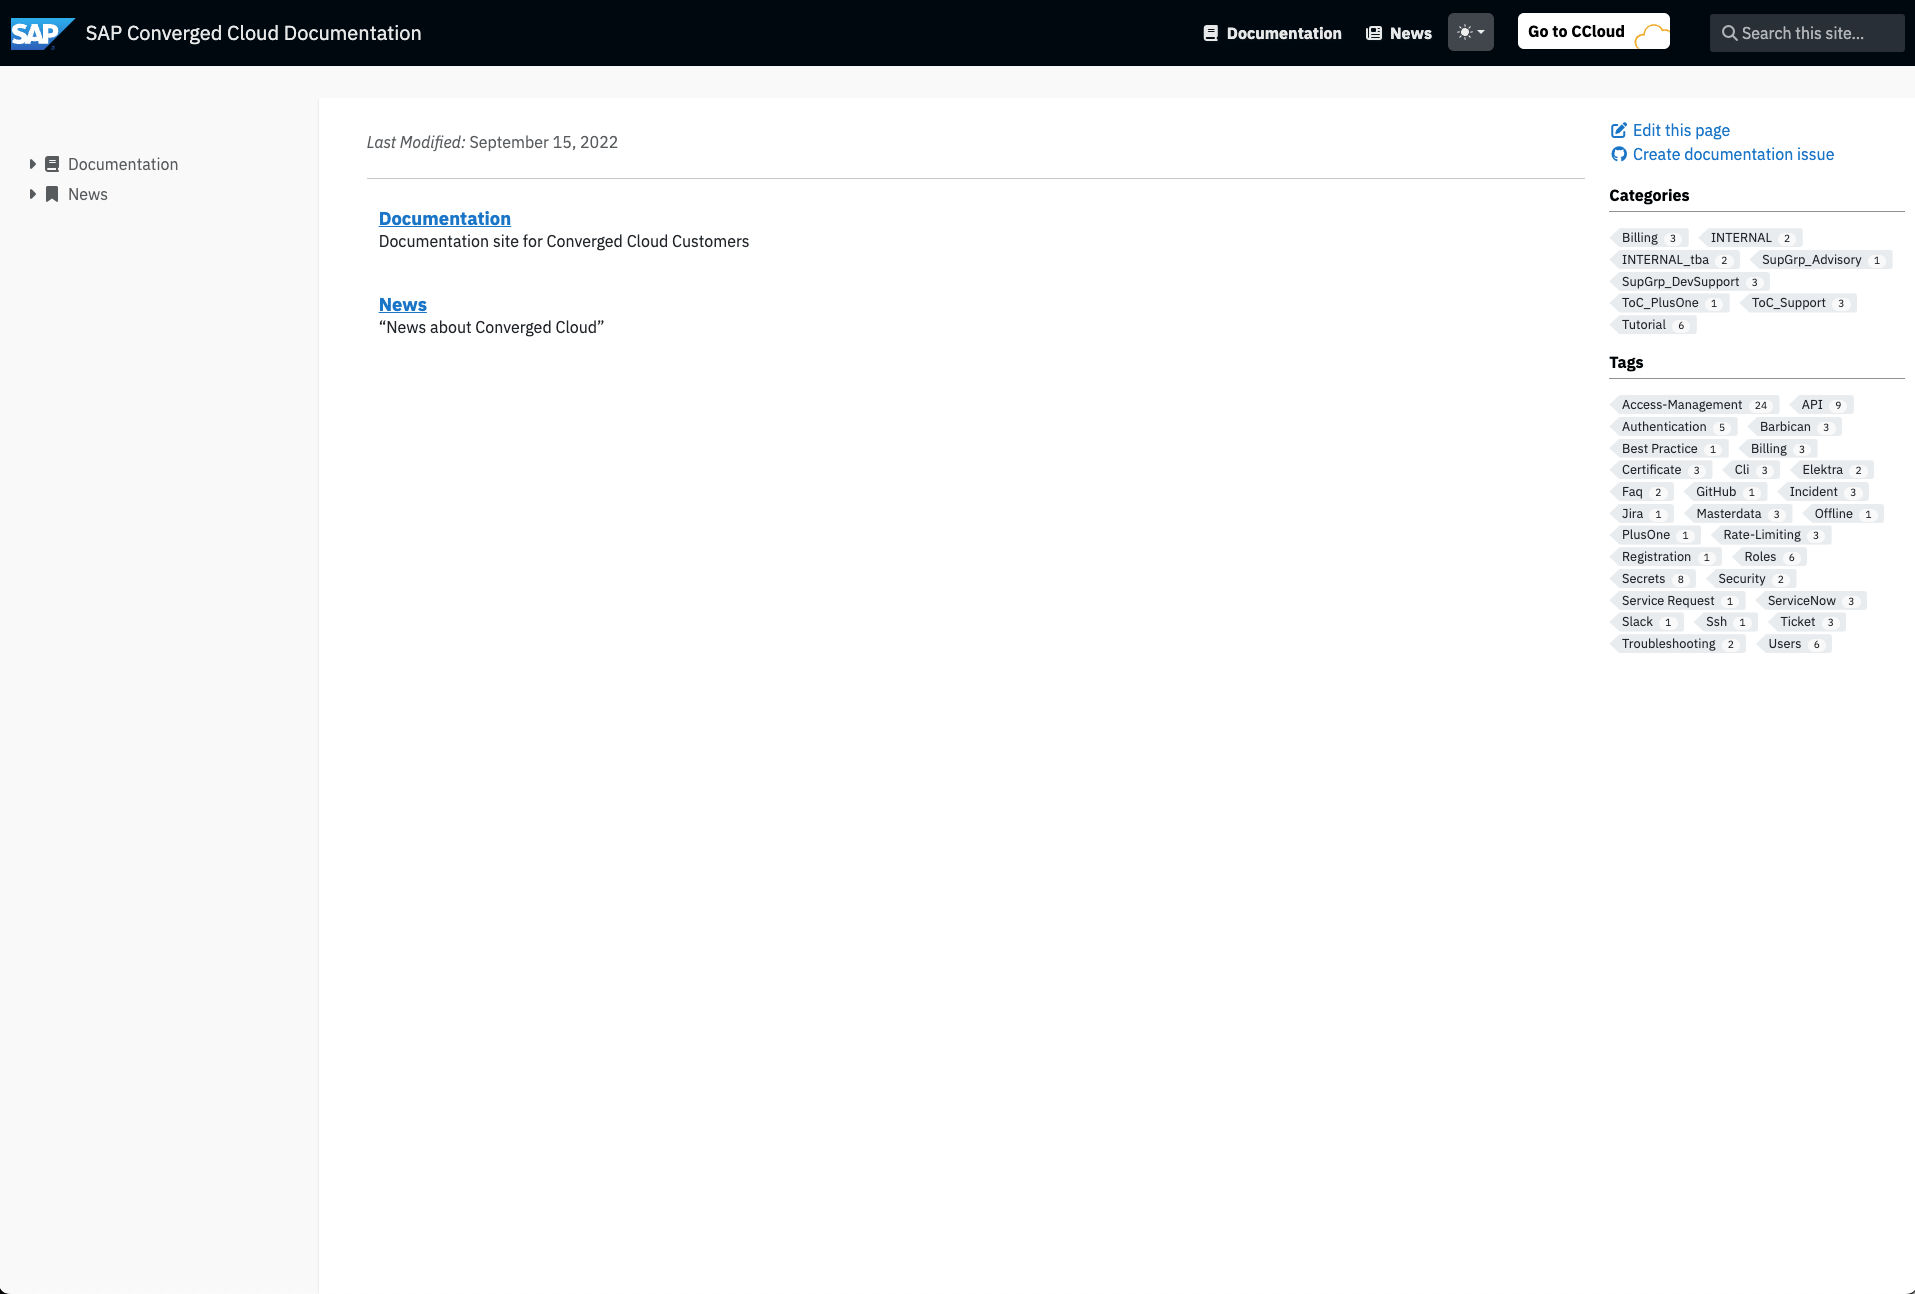 SAP SAP Converged Cloud Documentation Documentation News Go to CCloud Search this site...
Documentation
News
Last Modified: September 15, 2022
Documentation
Documentation site for Converged Cloud Customers
News
“News about Converged Cloud”
Edit this page
Create documentation issue
Categories
Billing 3 INTERNAL 2
INTERNAL_tba 2 SupGrp_Advisory 1
SupGrp_DevSupport 3
ToC_PlusOne 1 ToC_Support 3
Tutorial 6
Tags
Access-Management 24 API 9
Authentication 5 Barbican 3
Best Practice 1 Billing 3
Certificate 3 Cli 3 Elektra 2
Faq 2 GitHub 1 Incident 3
Jira 1 Masterdata 3 Offline 1
PlusOne 1 Rate-Limiting 3
Registration 1 Roles 6
Secrets 8 Security 2
Service Request 1 ServiceNow 3
Slack 1 Ssh 1 Ticket 3
Troubleshooting 2 Users 6